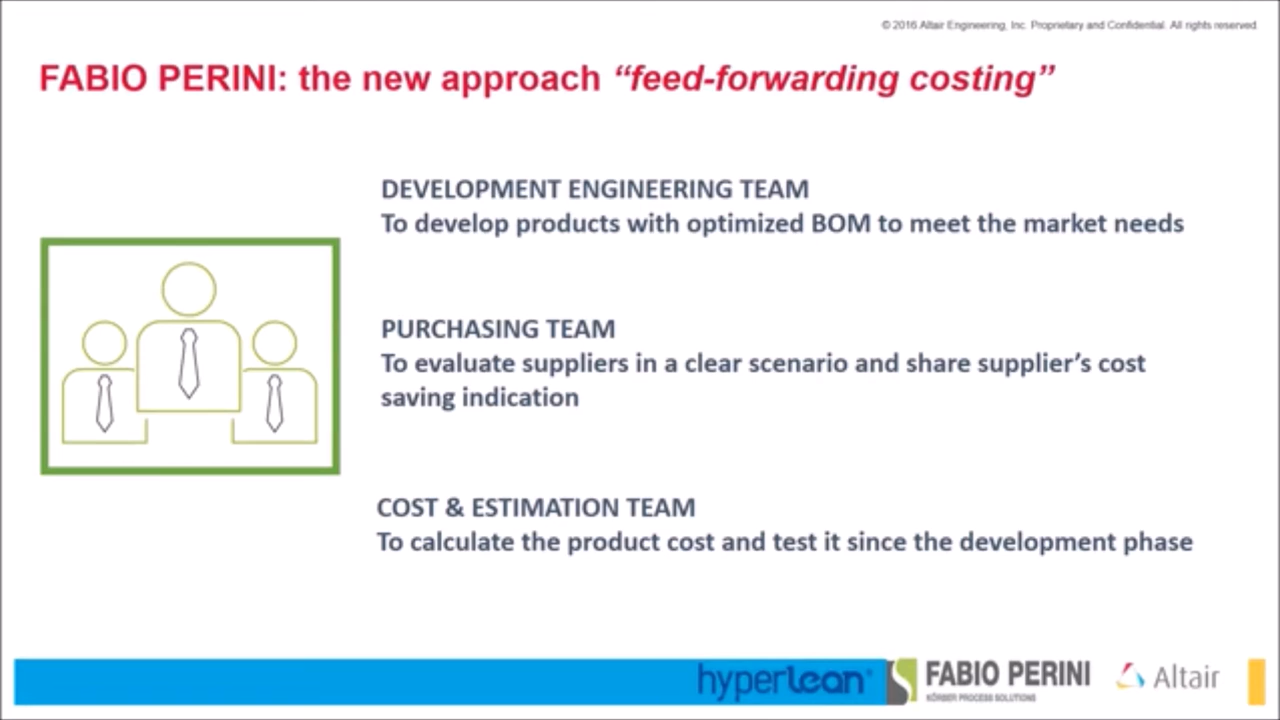 © 2016 Altair Engineering, Inc. Proprietary and Confidential. All rights reserved.
FABIO PERINI: the new approach “feed-forwarding costing”
DEVELOPMENT ENGINEERING TEAM
To develop products with optimized BOM to meet the market needs
PURCHASING TEAM
To evaluate suppliers in a clear scenario and share supplier’s cost
saving indication
COST & ESTIMATION TEAM
To calculate the product cost and test it since the development phase
hyperlean®
FABIO PERINI
KÖRBER PROCESS SOLUTIONS
Altair